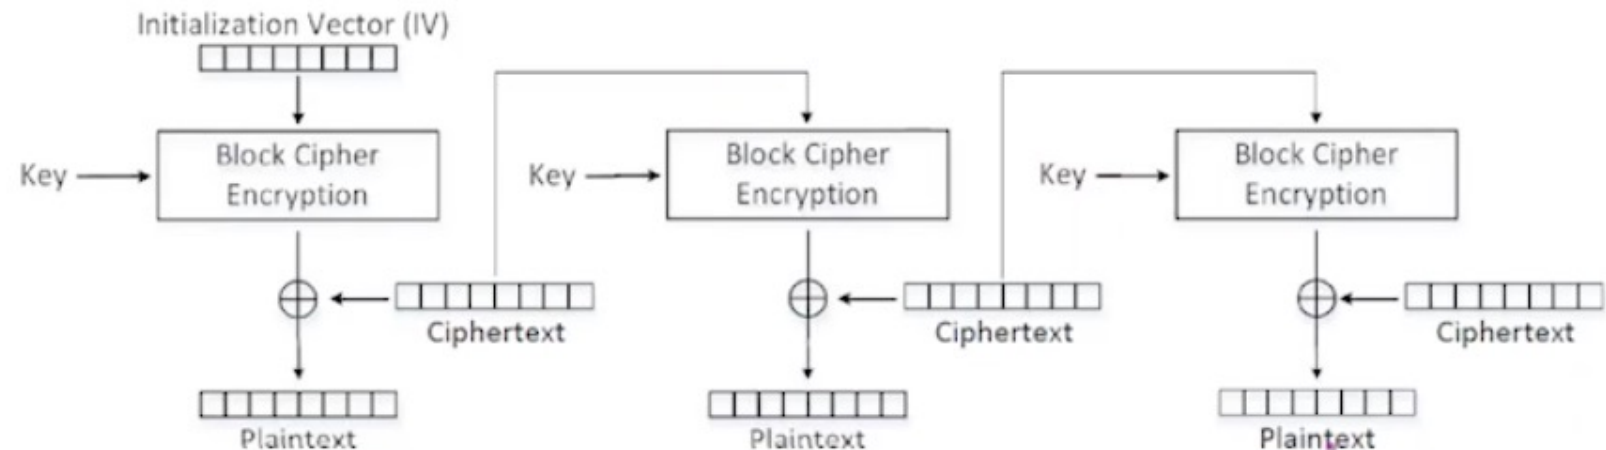 Initialization Vector (IV)
Key
Block Cipher
Encryption
Key
Block Cipher
Encryption
Key
Block Cipher
Encryption
Ciphertext
Ciphertext
Ciphertext
Plaintext
Plaintext
Plaintext